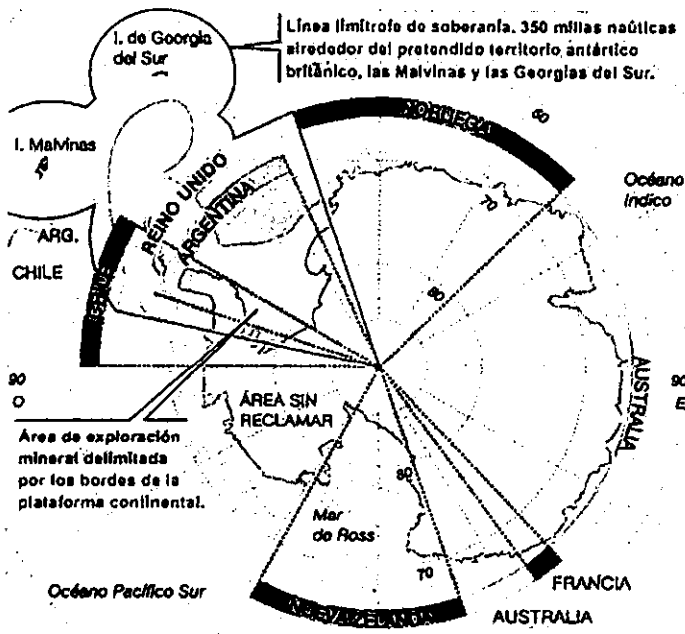 I. de Georgia
del Sur
Línea limítrofe de soberanía. 350 millas naúticas
alrededor del pretendido territorio antártico
británico, las Malvinas y las Georgias del Sur.
NORUEGA
60
I. Malvinas
REINO UNIDO
ARGENTINA
70
Océano
Indico
ARG.
CHILE
CHILE
80
90
O
ÁREA SIN
RECLAMAR
AUSTRALIA
90
E
Área de exploración
mineral delimitada
por los bordes de la
plataforma continental.
80
Mar
de Ross
70
Océano Pacífico Sur
NUEVA ZELANDA
FRANCIA
AUSTRALIA